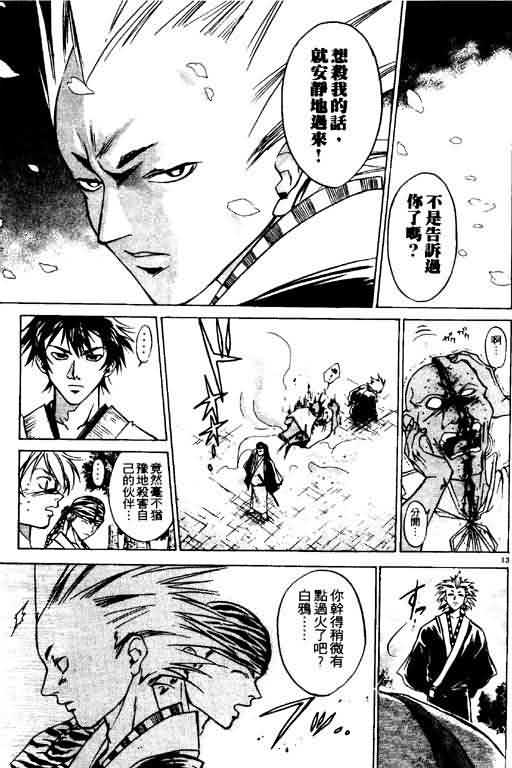 不是告訴過
你了嗎？
想殺我的話，
就安靜地過
來！
啊…
分開…
……
竟然毫不猶
豫地殺害自
己的伙伴…
13
你幹得稍微有
點過火了吧？
白鴉……